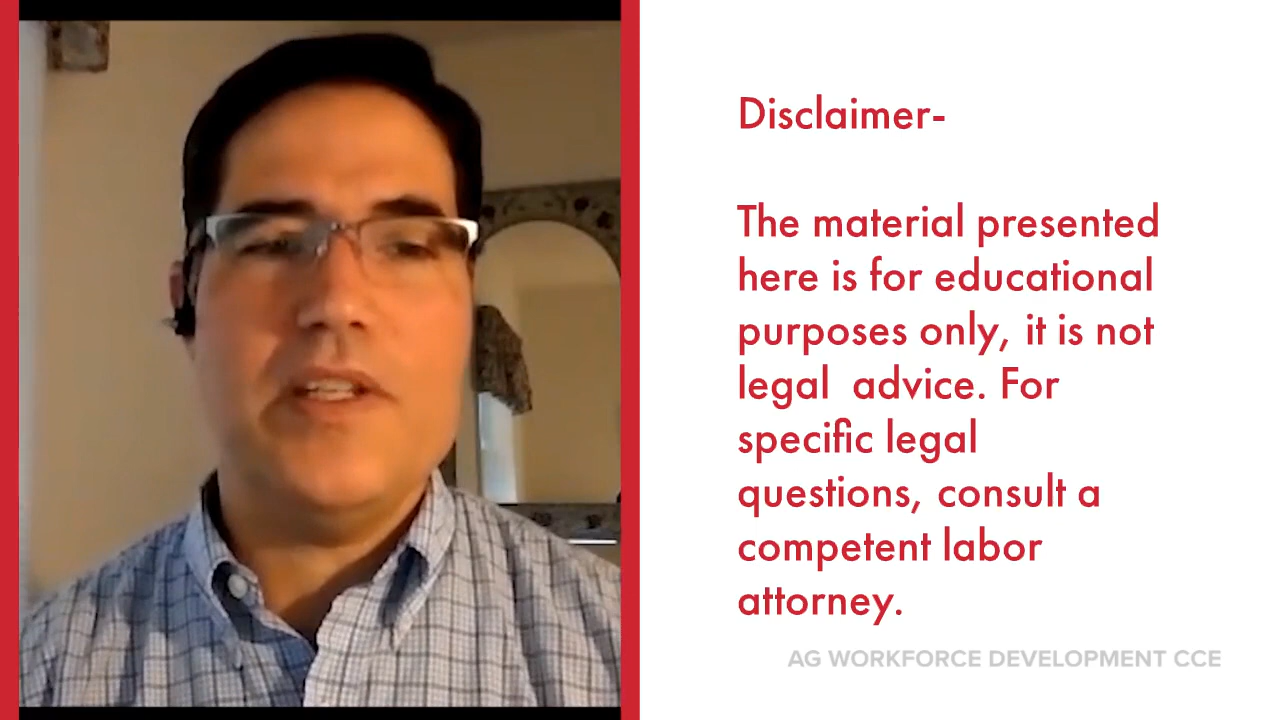 Disclaimer-
The material presented
here is for educational
purposes only, it is not
legal  advice. For
specific legal
questions, consult a
competent labor
attorney.
AG WORKFORCE DEVELOPMENT CCE